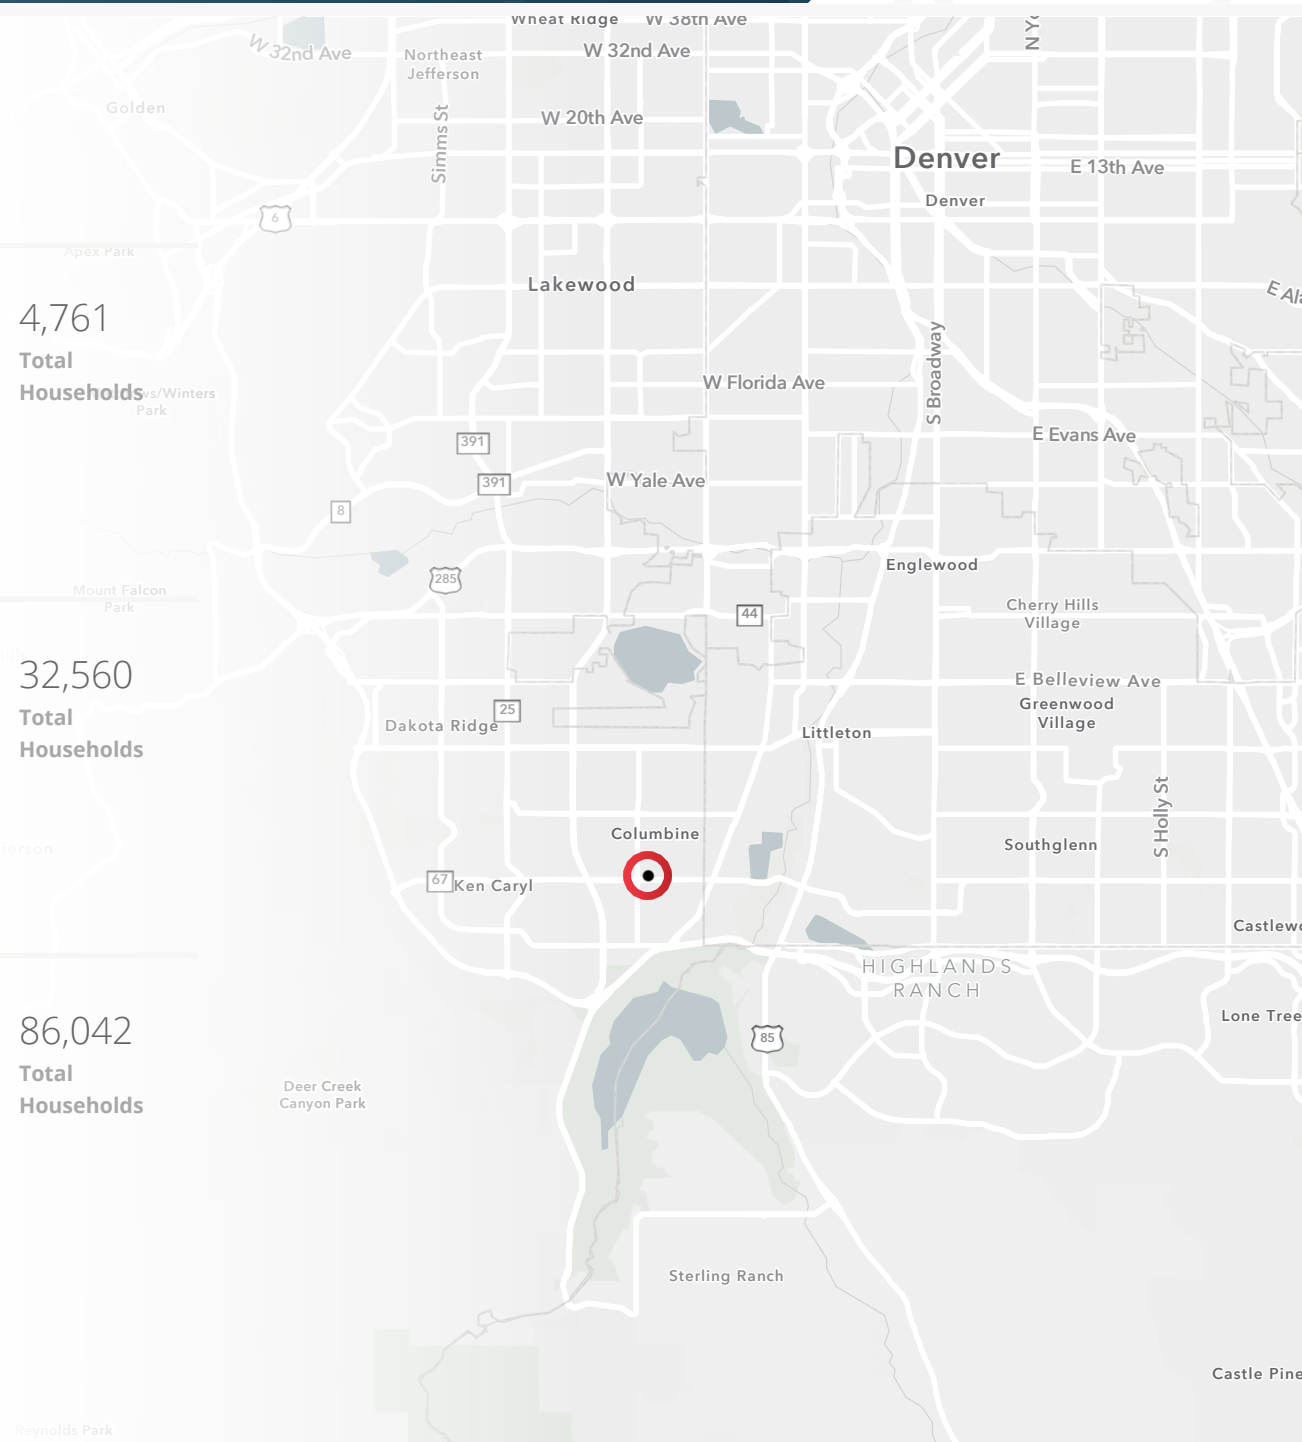 Wheat Ridge
W 38th Ave
N Y
W 32nd Ave
W 32nd Ave
Northeast
Jefferson
Golden
Simms St
W 20th Ave
Denver
E 13th Ave
Denver
6
Apex Park
Lakewood
E Al
4,761
Total
Households
ws/Winters
Park
S Broadway
W Florida Ave
391
E Evans Ave
391
W Yale Ave
8
285
Englewood
Mount Falcon
Park
44
Cherry Hills
Village
32,560
Total
Households
E Belleview Ave
Greenwood
Village
25
Dakota Ridge
Littleton
S Holly St
Columbine
Southglenn
fferson
67
Ken Caryl
Castlew
HIGHLANDS
RANCH
Lone Tree
86,042
Total
Households
85
Deer Creek
Canyon Park
Sterling Ranch
Castle Pine
Reynolds Park